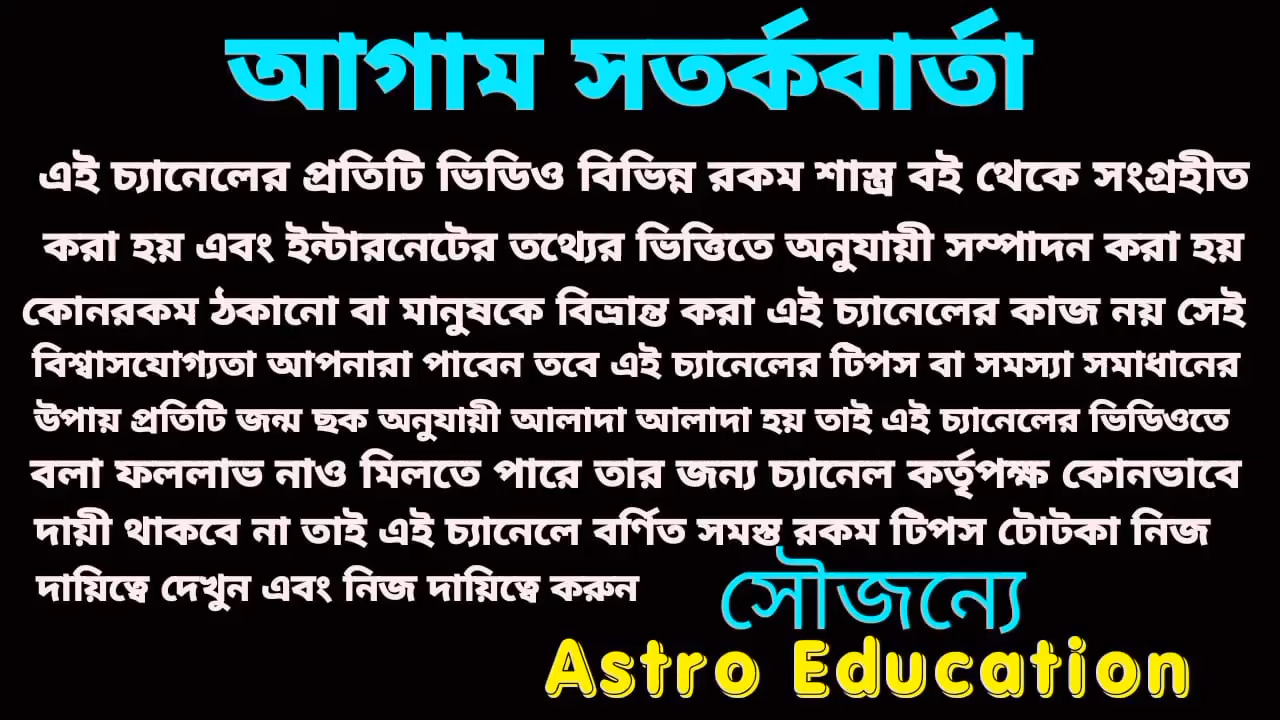 আগাম সতর্কবার্তা
এই চ্যানেলের প্রতিটি ভিডিও বিভিন্ন রকম শাস্ত্র বই থেকে সংগ্রহীত
করা হয় এবং ইন্টারনেটের তথ্যের ভিত্তিতে অনুযায়ী সম্পাদন করা হয়
কোনরকম ঠকানো বা মানুষকে বিভ্রান্ত করা এই চ্যানেলের কাজ নয় সেই
বিশ্বাসযোগ্যতা আপনারা পাবেন তবে এই চ্যানেলের টিপস বা সমস্যা সমাধানের
উপায় প্রতিটি জন্ম ছক অনুযায়ী আলাদা আলাদা হয় তাই এই চ্যানেলের ভিডিওতে
বলা ফললাভ নাও মিলতে পারে তার জন্য চ্যানেল কর্তৃপক্ষ কোনভাবে
দায়ী থাকবে না তাই এই চ্যানেলে বর্ণিত সমস্ত রকম টিপস টোটকা নিজ
দায়িত্বে দেখুন এবং নিজ দায়িত্বে করুন
সৌজন্যে
Astro Education